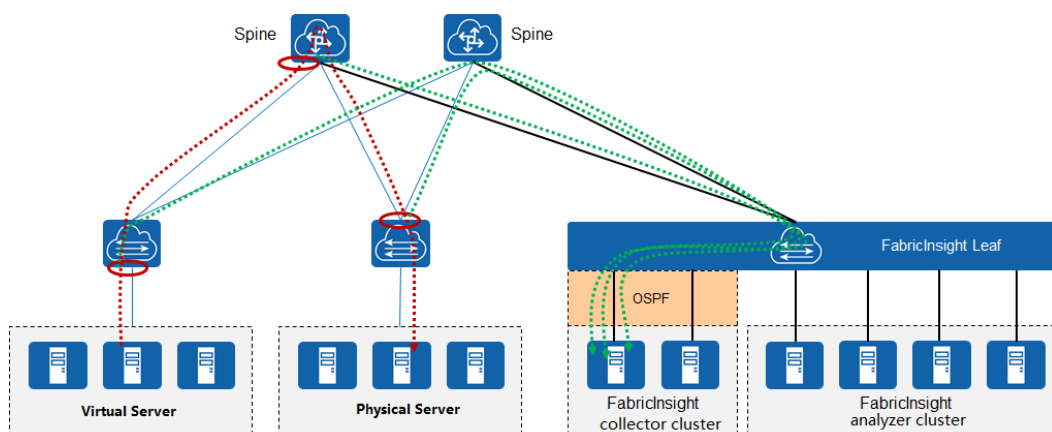 Spine
Spine
FabricInsight Leaf
OSPF
Virtual Server
Physical Server
FabricInsight
collector cluster
FabricInsight
analyzer cluster